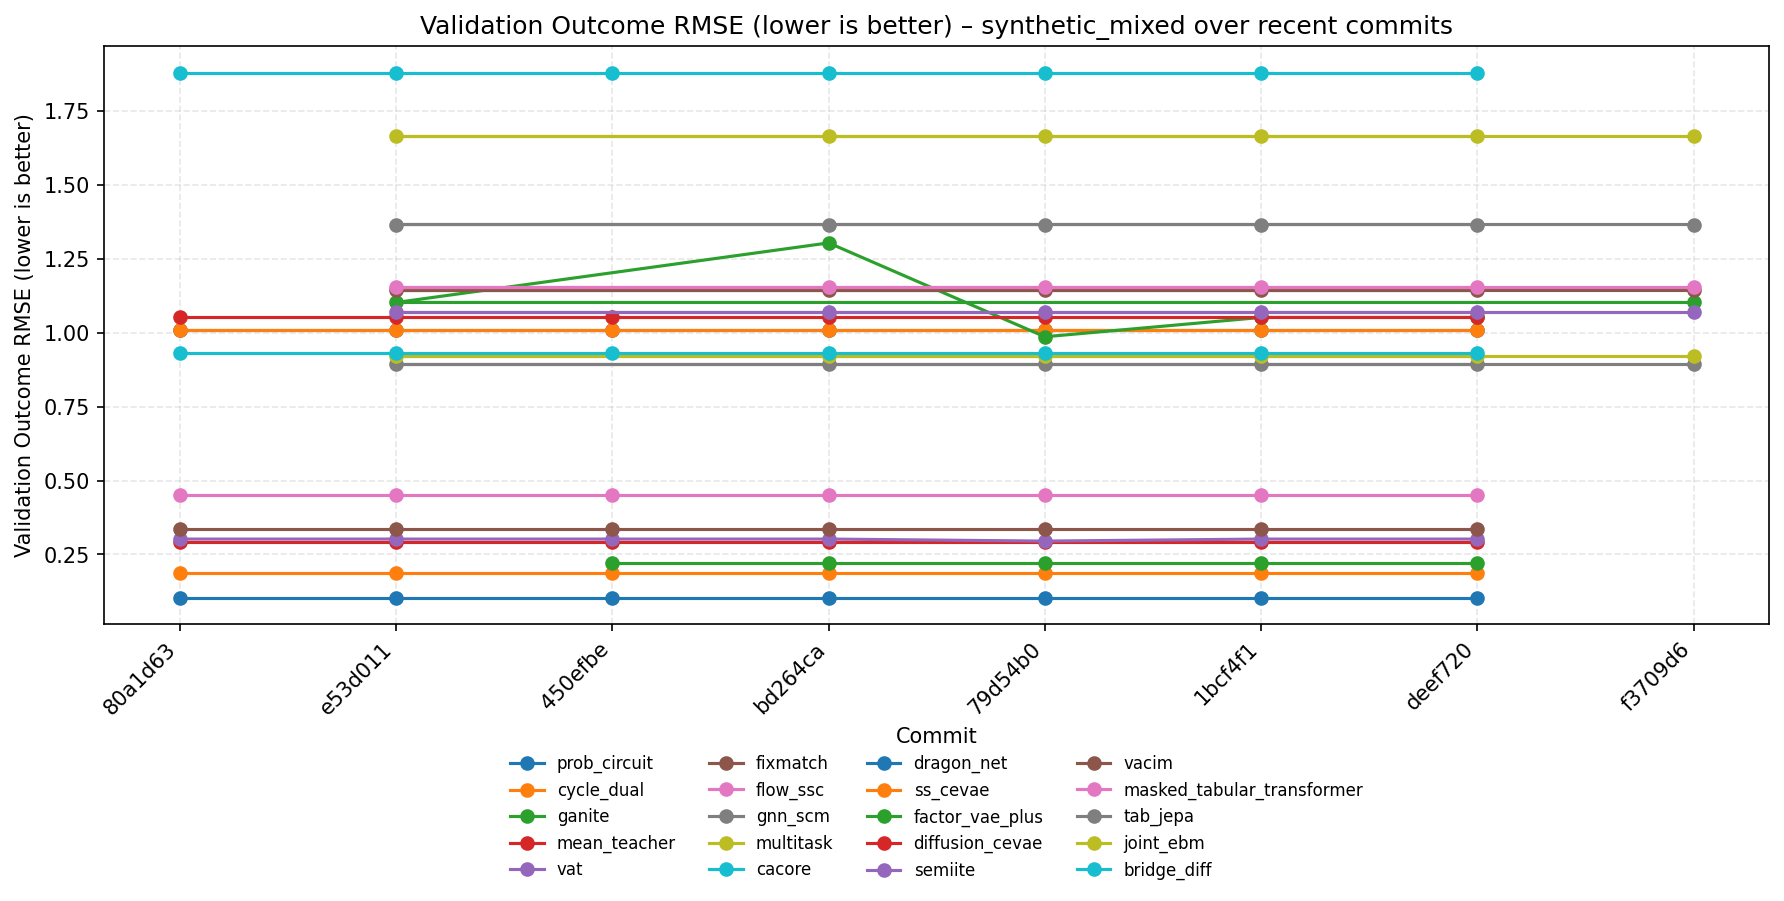 Validation Outcome RMSE (lower is better) – synthetic_mixed over recent commits
Validation Outcome RMSE (lower is better)
1.75
1.50
1.25
1.00
0.75
0.50
0.25
80a1d63
e53d011
450efbe
bd264ca
79d54b0
1bcf4f1
deef720
f3709d6
Commit
prob_circuit
cycle_dual
ganite
mean_teacher
vat
fixmatch
flow_ssc
gnn_scm
multitask
cacore
dragon_net
ss_cevae
factor_vae_plus
diffusion_cevae
semiite
vacim
masked_tabular_transformer
tab_jepa
joint_ebm
bridge_diff